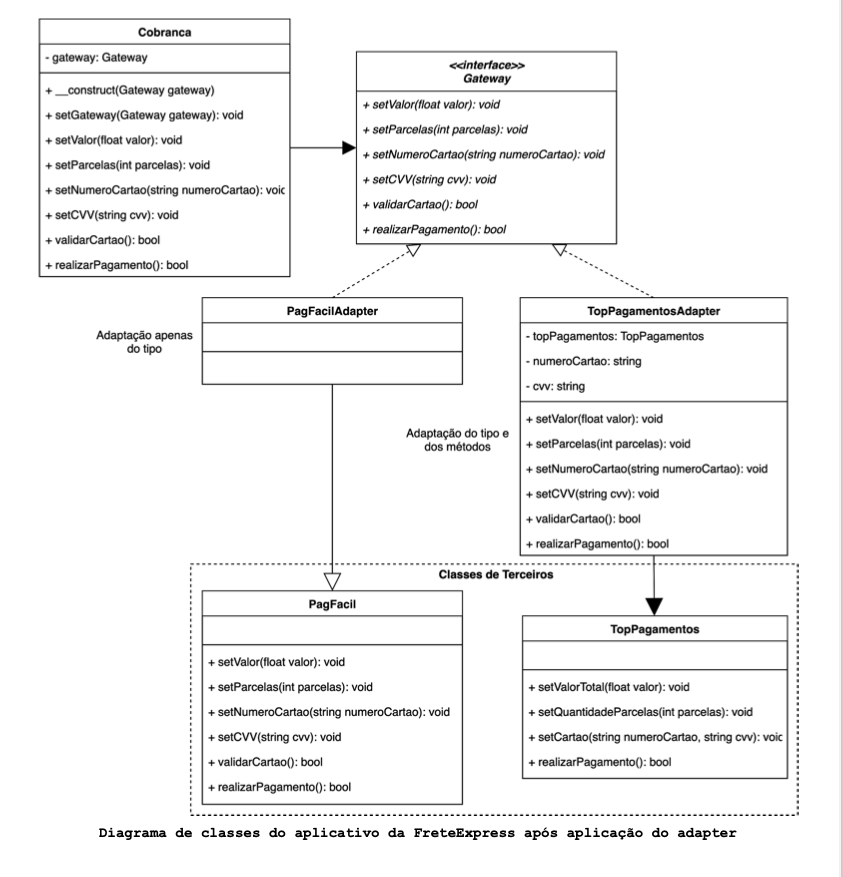 Cobranca
- gateway: Gateway
+ __construct(Gateway gateway)
+ setGateway(Gateway gateway): void
+ setValor(float valor): void
+ setParcelas(int parcelas): void
+ setNumeroCartao(string numeroCartao): voic
+ setCVV(string cvv): void
+ validarCartao(): bool
+ realizarPagamento(): bool
<<interface>>
Gateway
+ setValor(float valor): void
+ setParcelas(int parcelas): void
+ setNumeroCartao(string numeroCartao): void
+ setCVV(string cvv): void
+ validarCartao(): bool
+ realizarPagamento(): bool
Adaptação apenas
do tipo
PagFacilAdapter
Adaptação do tipo e
dos métodos
TopPagamentosAdapter
- topPagamentos: TopPagamentos
- numeroCartao: string
- cvv: string
+ setValor(float valor): void
+ setParcelas(int parcelas): void
+ setNumeroCartao(string numeroCartao): void
+ setCVV(string cvv): void
+ validarCartao(): bool
+ realizarPagamento(): bool
Classes de Terceiros
PagFacil
+ setValor(float valor): void
+ setParcelas(int parcelas): void
+ setNumeroCartao(string numeroCartao): void
+ setCVV(string cvv): void
+ validarCartao(): bool
+ realizarPagamento(): bool
TopPagamentos
+ setValorTotal(float valor): void
+ setQuantidadeParcelas(int parcelas): void
+ setCartao(string numeroCartao, string cvv): voic
+ realizarPagamento(): bool
Diagrama de classes do aplicativo da FreteExpress após aplicação do adapter